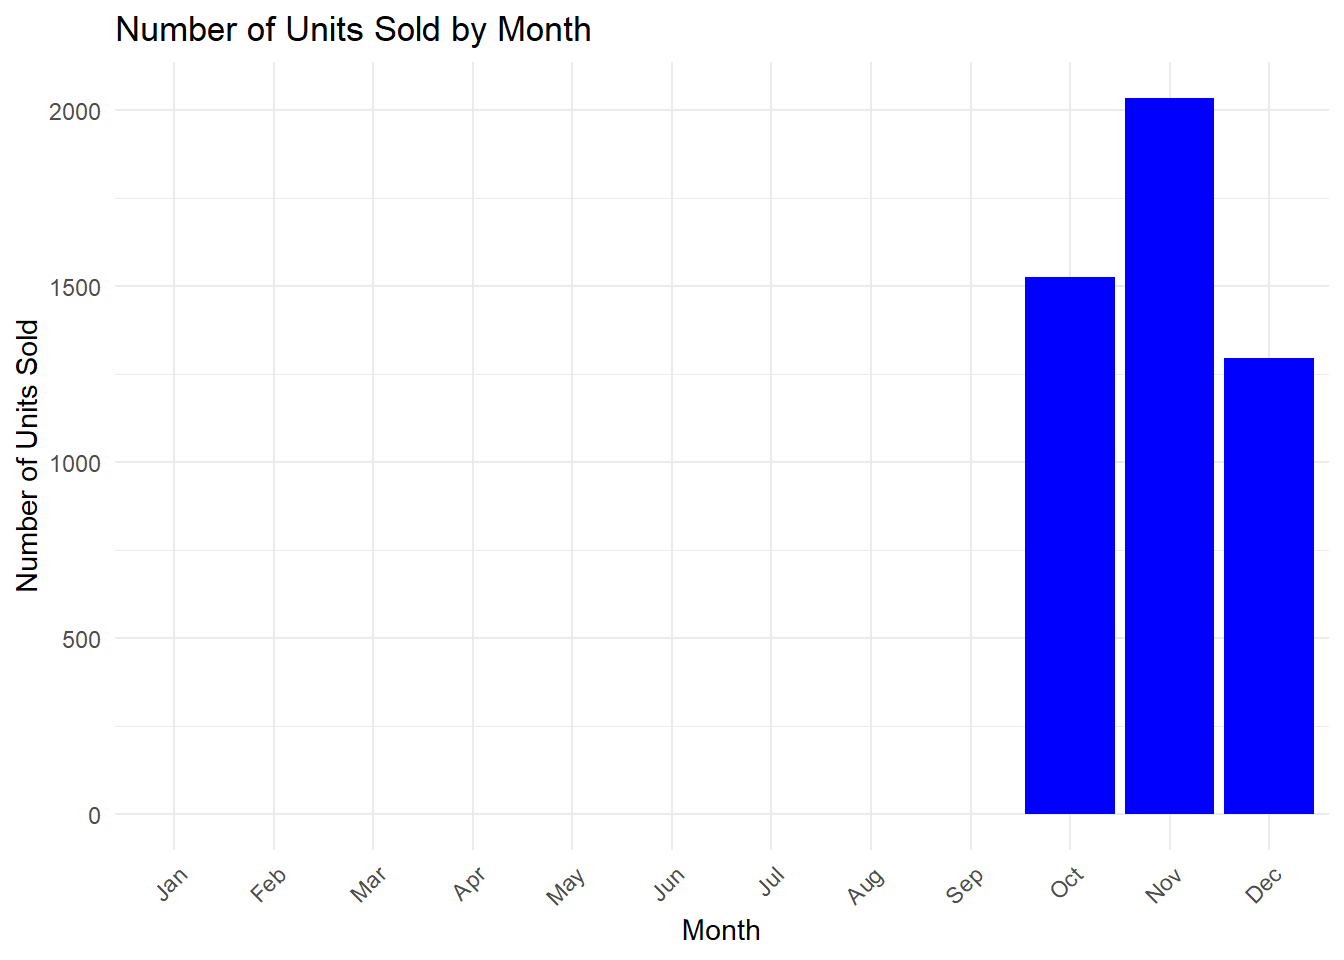 Number of Units Sold by Month
Number of Units Sold
2000
1500
1000
500
0
Jan Feb Mar Apr May Jun Jul Aug Sep Oct Nov Dec
Month